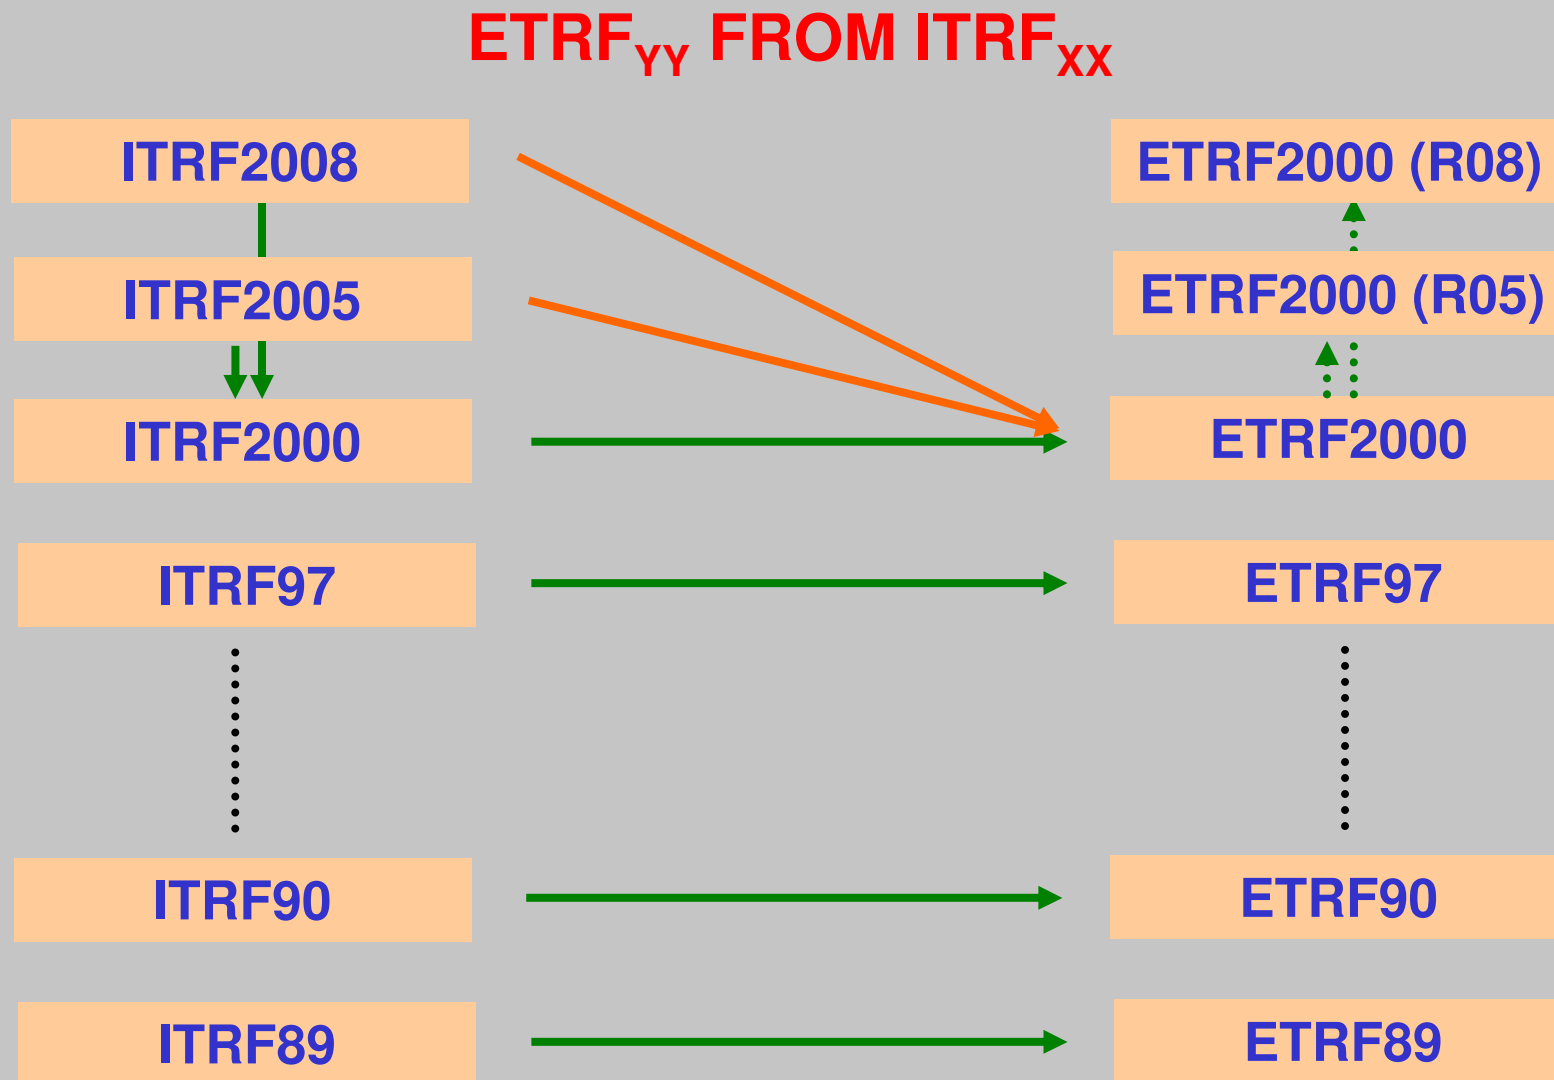 ETRFYY FROM ITRFXX
ITRF2008
ETRF2000 (R08)
ITRF2005
ETRF2000 (R05)
ITRF2000
ETRF2000
ITRF97
ETRF97
ITRF90
ETRF90
ITRF89
ETRF89